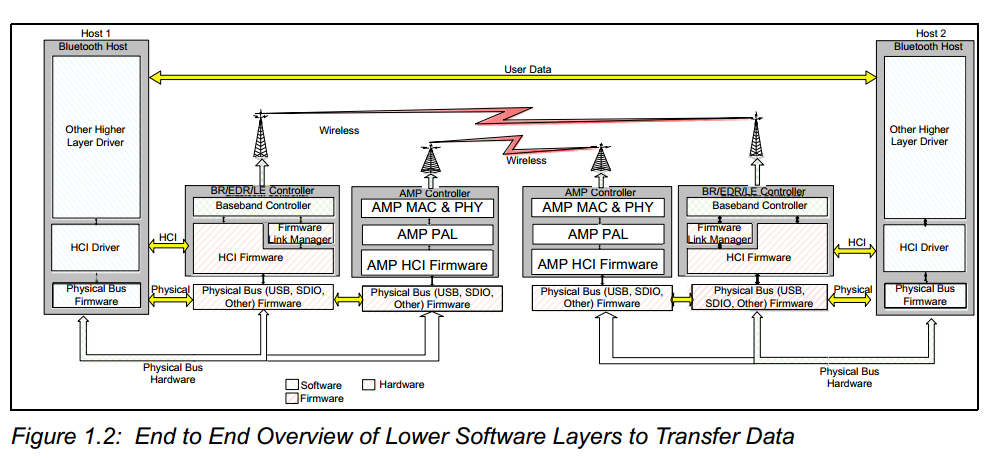 Host 1
Host 2
Bluetooth Host
Bluetooth Host
User Data
Other Higher
Layer Driver
Other Higher
Layer Driver
Wireless
Wireless
BR/EDR/LE Controller
AMP Controller
AMP Controller
BR/EDR/LE Controller
Baseband Controller
AMP MAC & PHY
AMP MAC & PHY
Baseband Controller
HCI Driver
HCI
Firmware
Link Manager
HCI Firmware
AMP PAL
AMP HCI Firmware
AMP PAL
AMP HCI Firmware
Firmware
Link Manager
HCI Firmware
HCI
HCI Driver
Physical Bus
Firmware
Physical
Physical Bus (USB, SDIO,
Other) Firmware
Physical Bus (USB, SDIO,
Other) Firmware
Physical Bus (USB, SDIO,
Other) Firmware
Physical Bus (USB,
SDIO, Other) Firmware
Physical
Physical Bus
Firmware
Physical Bus
Hardware
Physical Bus
Hardware
Software
Hardware
Firmware
Figure 1.2: End to End Overview of Lower Software Layers to Transfer Data